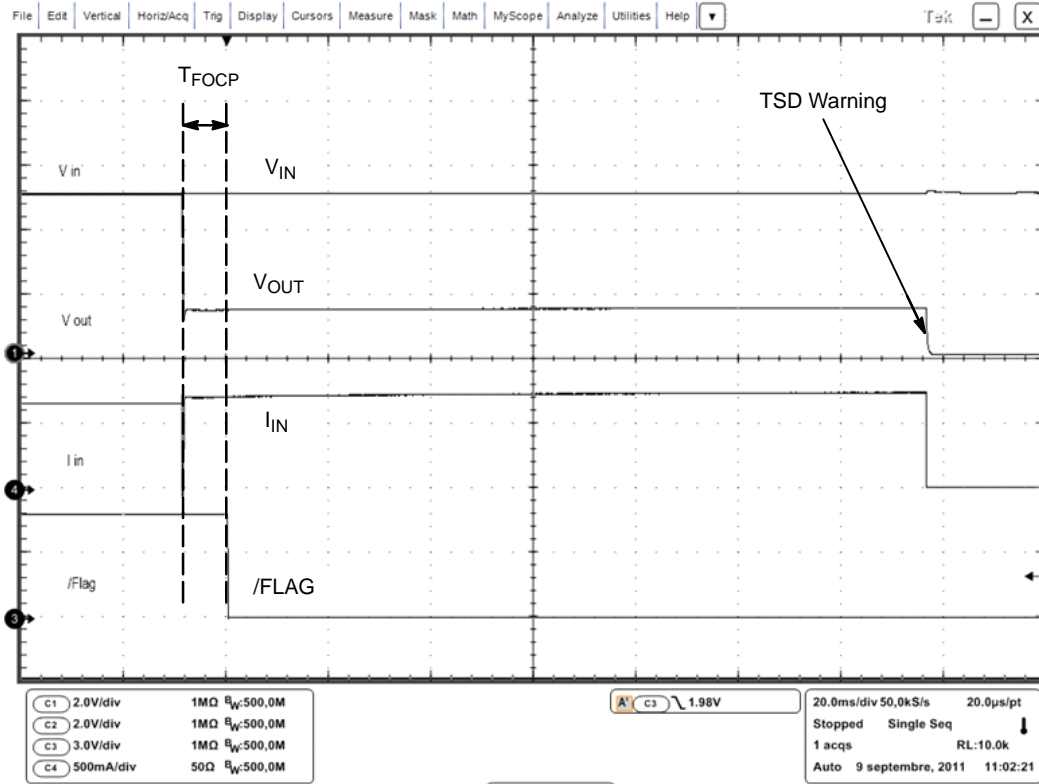 File Edit Vertical Horiz/Acq Trig Display Cursors Measure Mask Math MyScope Analyze Utilities Help Tek X
TFOCP
TSD Warning
V in
VIN
VOUT
V out
1
IIN
I in
4
/Flag
/FLAG
3
C1 2.0V/div 1MΩ BW:500,0M
C2 2.0V/div 1MΩ BW:500,0M
C3 3.0V/div 1MΩ BW:500,0M
C4 500mA/div 50Ω BW:500,0M
A' C3 1.98V
20.0ms/div 50,0kS/s 20.0µs/pt
Stopped Single Seq
1 acqs RL:10.0k
Auto 9 septembre, 2011 11:02:21